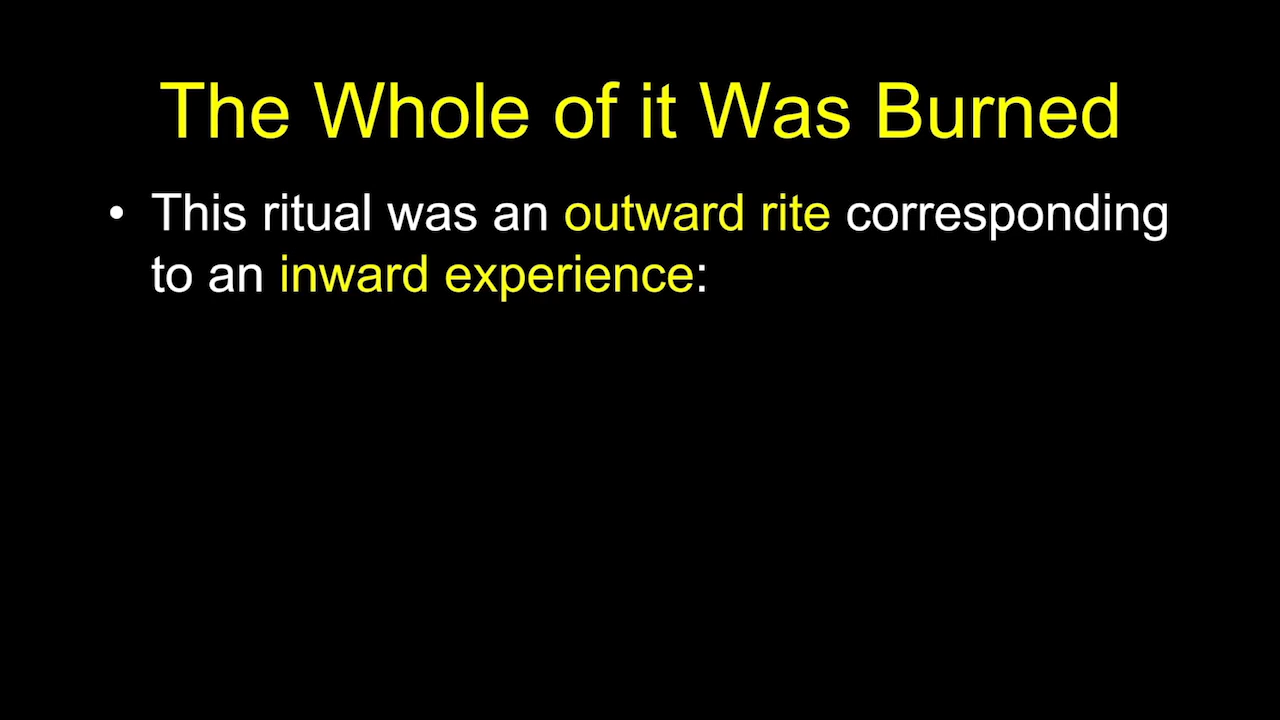 The Whole of it Was Burned
• This ritual was an outward rite corresponding
to an inward experience: